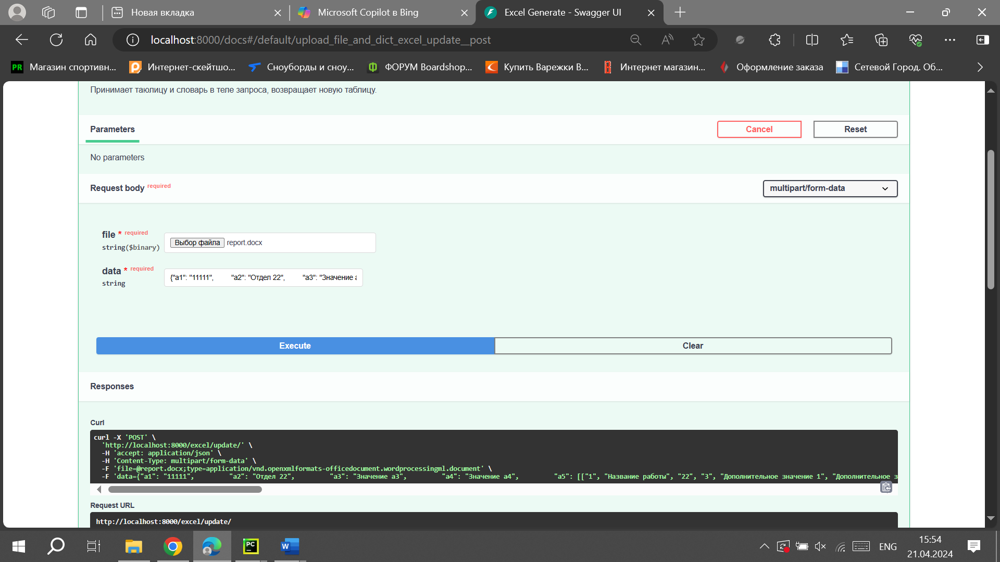 Новая вкладка
Microsoft Copilot в Bing
Excel Generate - Swagger UI
localhost:8000/docs#/default/upload_file_and_dict_excel_update__post
PR Магазин спортивн...
Интернет-скейтшо...
Сноуборды и сноу...
ФОРУМ Boardshop...
Купить Варежки В...
Интернет магазин...
Оформление заказа
Сетевой Город. Об...
Принимает таюлицу и словарь в теле запроса, возвращает новую таблицу.
Parameters
Cancel
Reset
No parameters
Request body required
multipart/form-data
file * required
string($binary)
Выбор файла report.docx
data * required
string
{"a1": "11111", "a2": "Отдел 22", "a3": "Значение a
Execute
Clear
Responses
Curl
curl -X 'POST' \
'http://localhost:8000/excel/update/' \
-H 'accept: application/json' \
-H 'Content-Type: multipart/form-data' \
-F 'file=@report.docx;type=application/vnd.openxmlformats-officedocument.wordprocessingml.document' \
-F 'data={"a1": "11111", "a2": "Отдел 22", "a3": "Значение a3", "a4": "Значение a4", "a5": [["1", "Название работы", "22", "3", "Дополнительное значение 1", "Дополнительное з
Request URL
http://localhost:8000/excel/update/
PC
W
ENG
15:54
21.04.2024